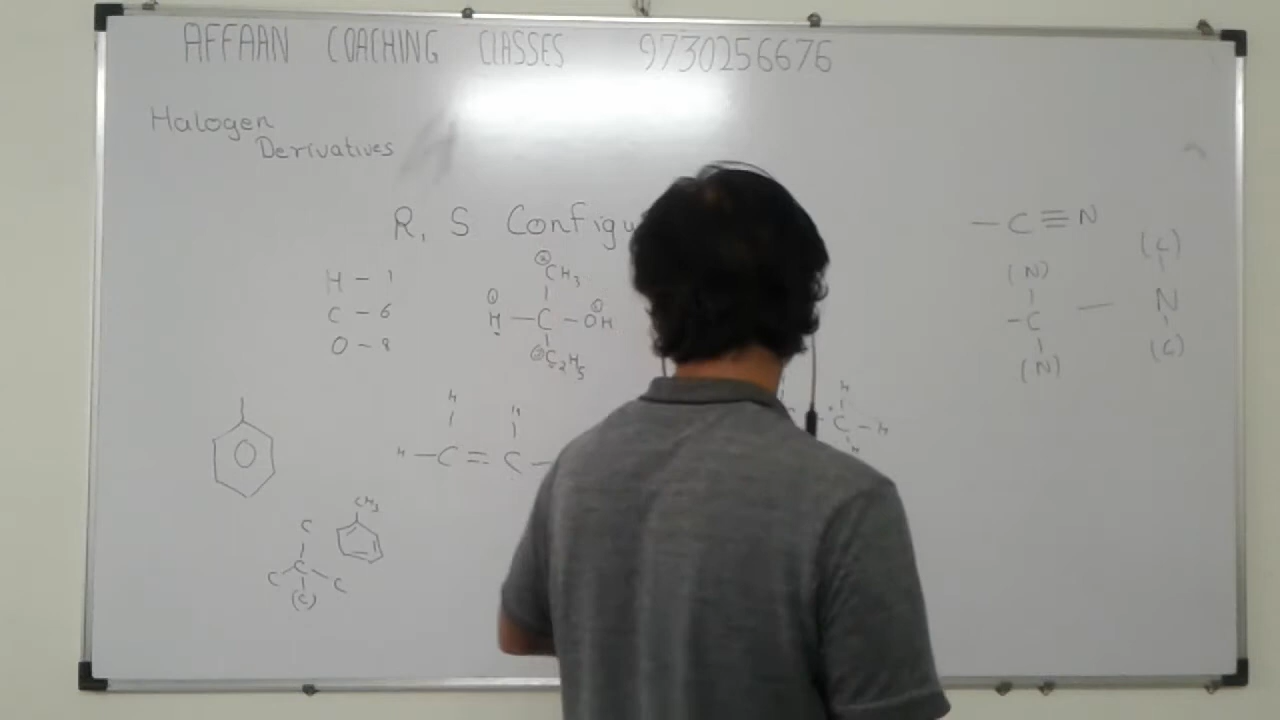 AFFAAN COACHING CLASSES 9730256676
Halogen
Derivatives
R, S Configu
H - 1
C - 6
O - 8
CH3
H - C - OH
C2H5
H H
H - C = C -
H
C - H
H
CH3
C
C C C
(C)
- C ≡ N
(N) (C)
- C - N
(N) (C)